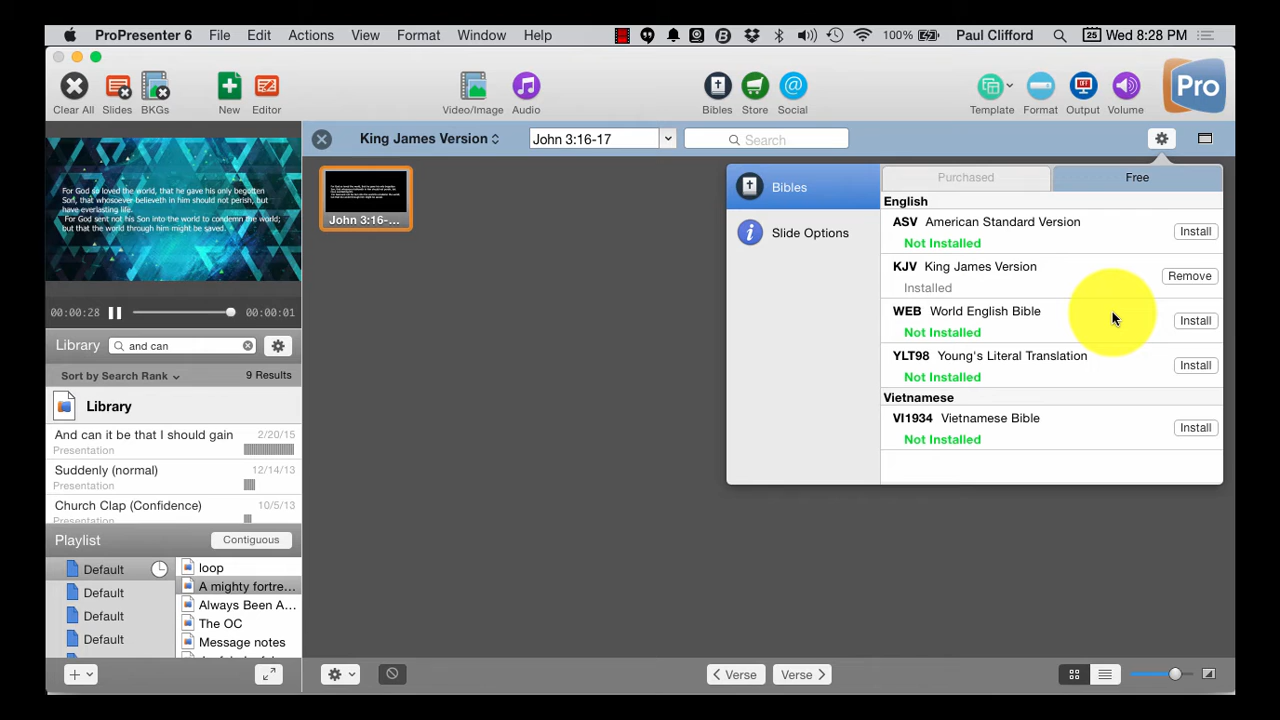 ProPresenter 6 File Edit Actions View Format Window Help 100% Paul Clifford 25 Wed 8:28 PM
Clear All Slides BKGs New Editor Video/Image Audio Bibles Store Social Template Format Output Volume Pro
OFF
King James Version John 3:16-17 Search
For God so loved the world, that he gave his only begotten
Son, that whosoever believeth in him should not perish, but
have everlasting life.
For God sent not his Son into the world to condemn the world;
but that the world through him might be saved.
00:00:28 00:00:01
Library and can
Sort by Search Rank 9 Results
Library
And can it be that I should gain 2/20/15
Presentation
Suddenly (normal) 12/14/13
Presentation
Church Clap (Confidence) 10/5/13
Presentation
Playlist Contiguous
Default
Default
Default
Default
loop
A mighty fortre...
Always Been A...
The OC
Message notes
John 3:16-...
Bibles
Slide Options
Purchased Free
English
ASV American Standard Version
Not Installed Install
KJV King James Version
Installed Remove
WEB World English Bible
Not Installed Install
YLT98 Young's Literal Translation
Not Installed Install
Vietnamese
VI1934 Vietnamese Bible
Not Installed Install
Verse Verse